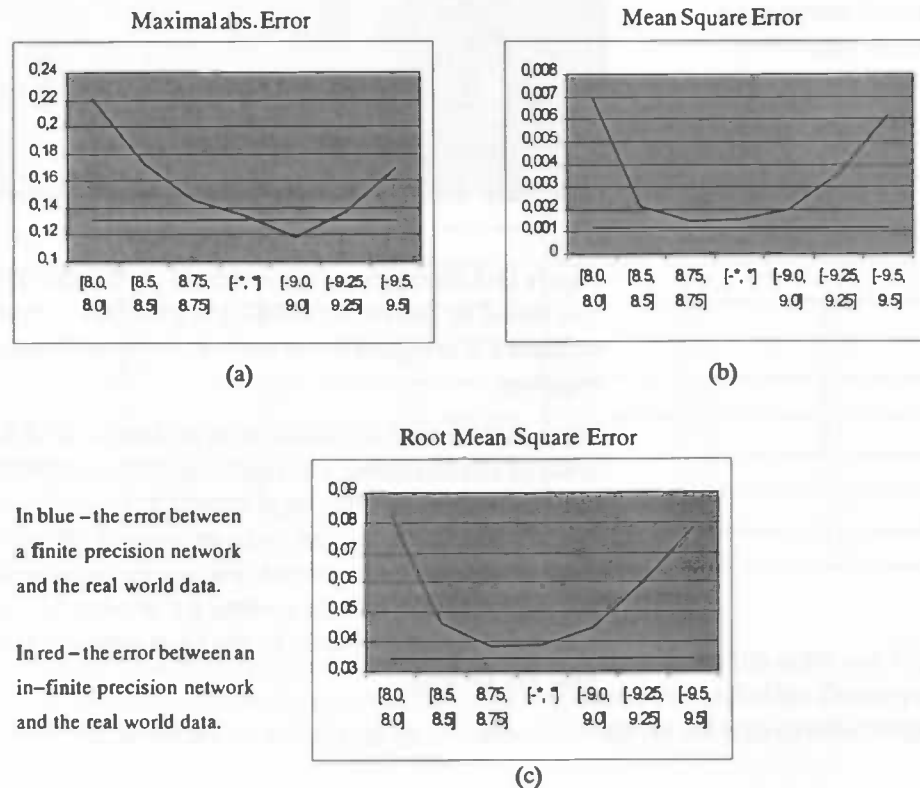 Maximal abs. Error
0,24
0,22
0,2
0,18
0,16
0,14
0,12
0,1
[8.0, [8.5, 8.75, [-*, *] [-9.0, [-9.25, [-9.5,
8.0] 8.5] 8.75] 9.0] 9.25] 9.5]
(a)
Mean Square Error
0,008
0,007
0,006
0,005
0,004
0,003
0,002
0,001
0
[8.0, [8.5, 8.75, [-*, *] [-9.0, [-9.25, [-9.5,
8.0] 8.5] 8.75] 9.0] 9.25] 9.5]
(b)
Root Mean Square Error
0,09
0,08
0,07
0,06
0,05
0,04
0,03
[8.0, [8.5, 8.75, [-*, *] [-9.0, [-9.25, [-9.5,
8.0] 8.5] 8.75] 9.0] 9.25] 9.5]
(c)
In blue – the error between
a finite precision network
and the real world data.
In red – the error between an
in–finite precision network
and the real world data.